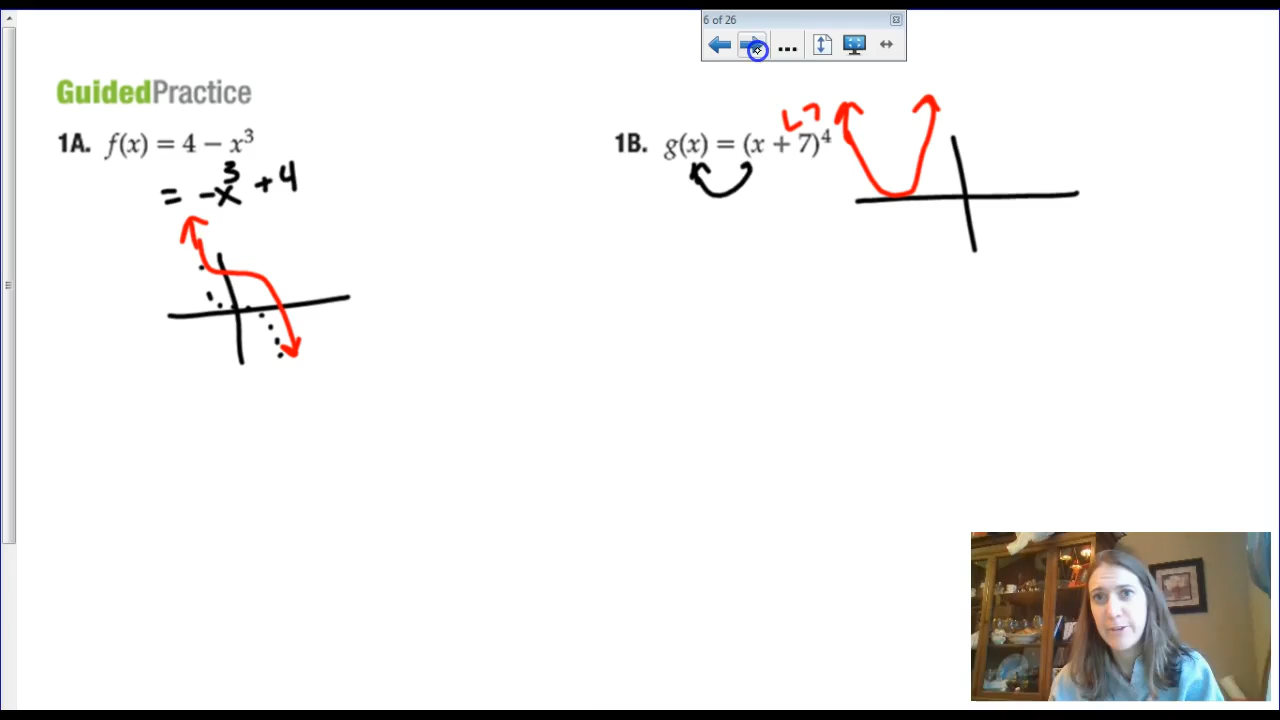 6 of 26
GuidedPractice
1A. f(x) = 4 − x³
= -x³ + 4
1B. g(x) = (x + 7)⁴
L7